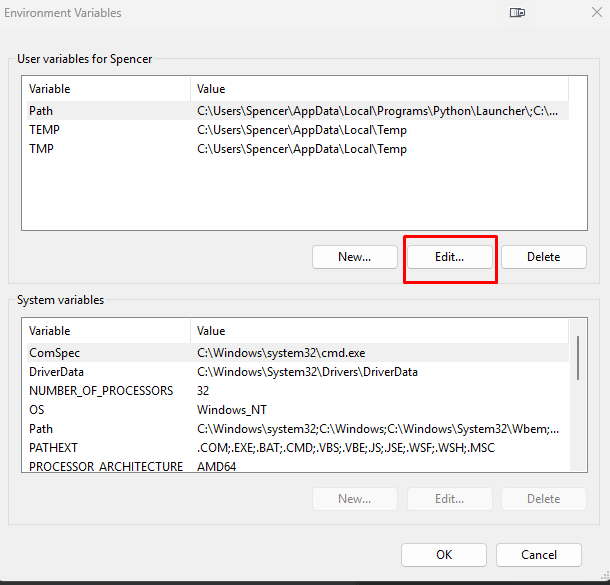 Environment Variables
User variables for Spencer
Variable Value
Path C:\Users\Spencer\AppData\Local\Programs\Python\Launcher\;C:\...
TEMP C:\Users\Spencer\AppData\Local\Temp
TMP C:\Users\Spencer\AppData\Local\Temp
New... Edit... Delete
System variables
Variable Value
ComSpec C:\Windows\system32\cmd.exe
DriverData C:\Windows\System32\Drivers\DriverData
NUMBER_OF_PROCESSORS 32
OS Windows_NT
Path C:\Windows\system32;C:\Windows;C:\Windows\System32\Wbem;...
PATHEXT .COM;.EXE;.BAT;.CMD;.VBS;.VBE;.JS;.JSE;.WSF;.WSH;.MSC
PROCESSOR_ARCHITECTURE AMD64
New... Edit... Delete
OK Cancel